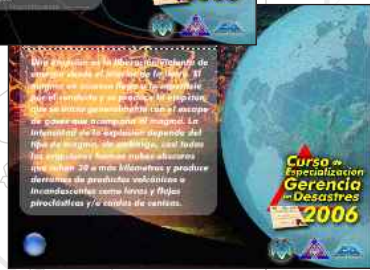 2006
Una erupción es la liberación violenta de
energía desde el interior de la tierra. El
magma en ascenso llega a la superficie
por el conducto y se produce la erupción,
que se inicia generalmente con el escape
de gases que acompaña al magma. La
intensidad de la explosión depende del
tipo de magma, sin embargo, casi todas
las erupciones forman nubes obscuras
que suben 30 o más kilómetros y produce
derrames de productos volcánicos o
incandescentes como lavas y flujos
piroclásticos y/o caídas de cenizas.
Curso de
Especialización
Gerencia
en Desastres
2006